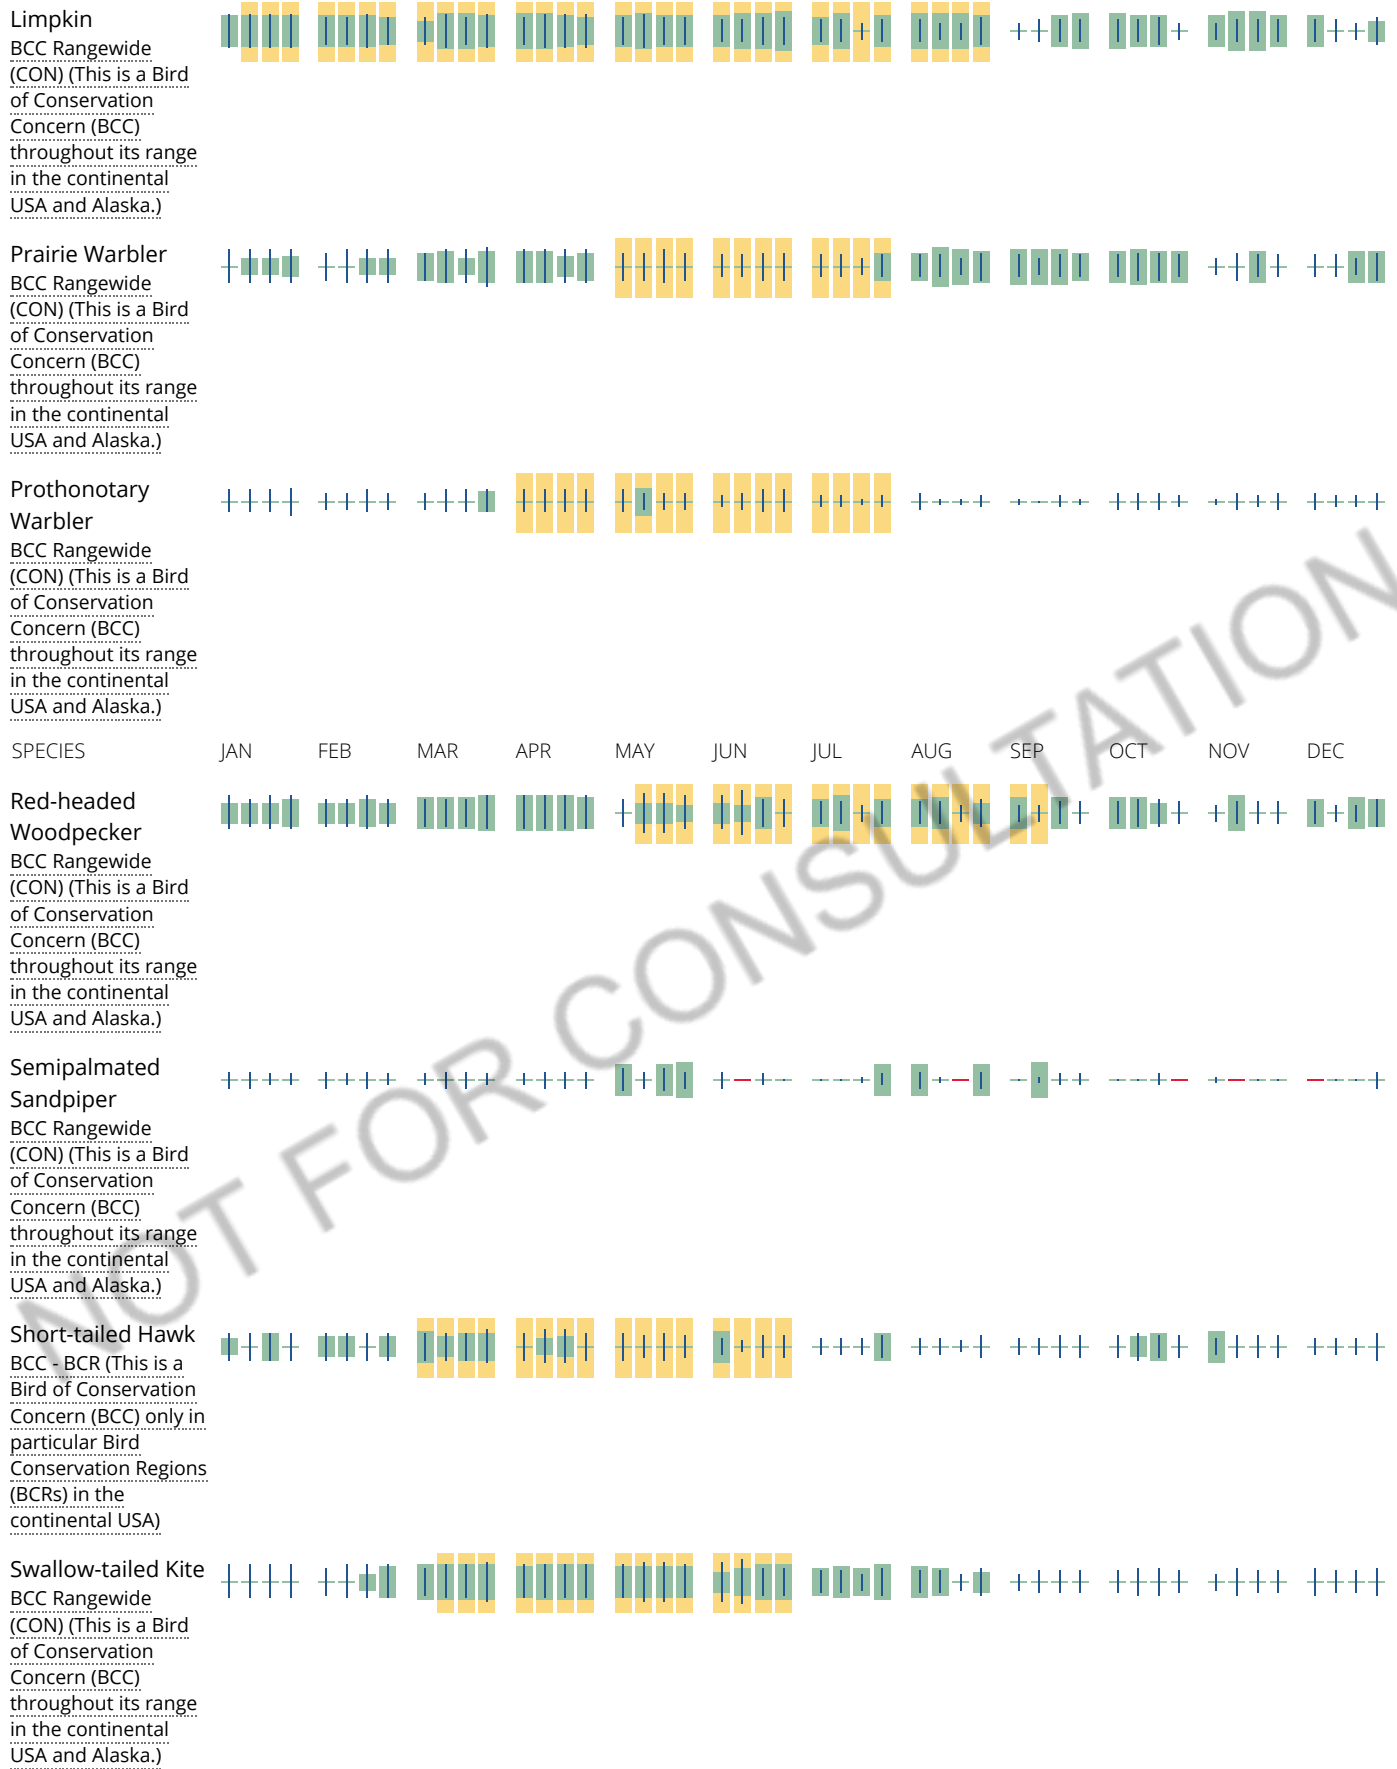 Limpkin
BCC Rangewide
(CON) (This is a Bird
of Conservation
Concern (BCC)
throughout its range
in the continental
USA and Alaska.)
Prairie Warbler
BCC Rangewide
(CON) (This is a Bird
of Conservation
Concern (BCC)
throughout its range
in the continental
USA and Alaska.)
Prothonotary
Warbler
BCC Rangewide
(CON) (This is a Bird
of Conservation
Concern (BCC)
throughout its range
in the continental
USA and Alaska.)
SPECIES JAN FEB MAR APR MAY JUN JUL AUG SEP OCT NOV DEC
Red-headed
Woodpecker
BCC Rangewide
(CON) (This is a Bird
of Conservation
Concern (BCC)
throughout its range
in the continental
USA and Alaska.)
Semipalmated
Sandpiper
BCC Rangewide
(CON) (This is a Bird
of Conservation
Concern (BCC)
throughout its range
in the continental
USA and Alaska.)
Short-tailed Hawk
BCC - BCR (This is a
Bird of Conservation
Concern (BCC) only in
particular Bird
Conservation Regions
(BCRs) in the
continental USA)
Swallow-tailed Kite
BCC Rangewide
(CON) (This is a Bird
of Conservation
Concern (BCC)
throughout its range
in the continental
USA and Alaska.)
NOT FOR CONSULTATION